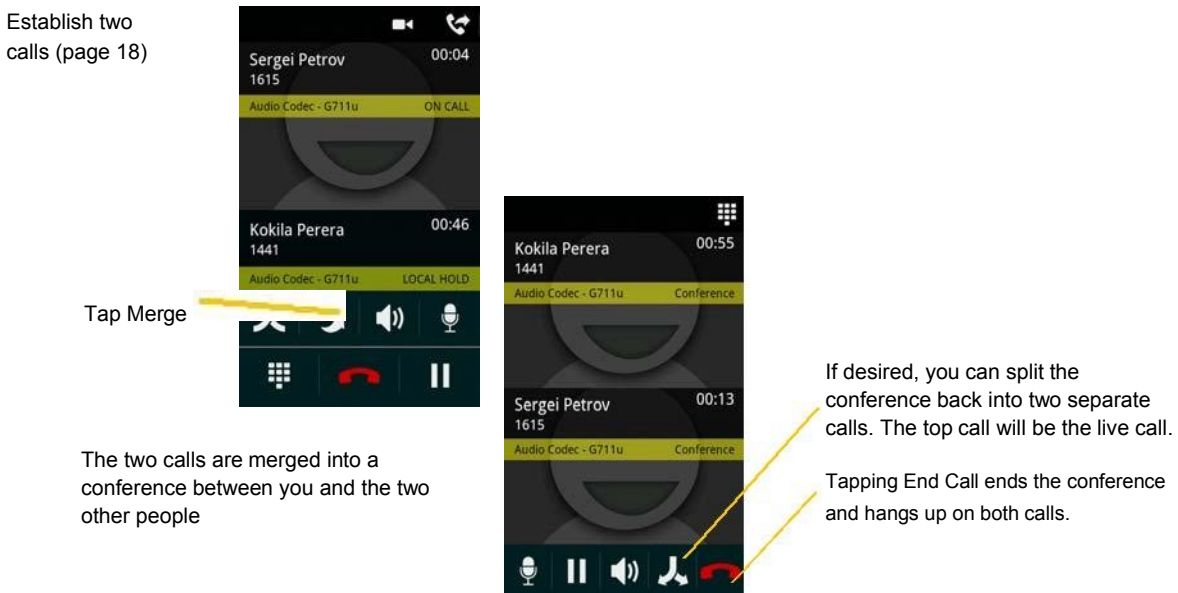 Establish two
calls (page 18)
Sergei Petrov 00:04
1615
Audio Codec - G711u ON CALL
Kokila Perera 00:46
1441
Audio Codec - G711u LOCAL HOLD
Tap Merge
The two calls are merged into a
conference between you and the two
other people
Kokila Perera 00:55
1441
Audio Codec - G711u Conference
Sergei Petrov 00:13
1615
Audio Codec - G711u Conference
If desired, you can split the
conference back into two separate
calls. The top call will be the live call.
Tapping End Call ends the conference
and hangs up on both calls.